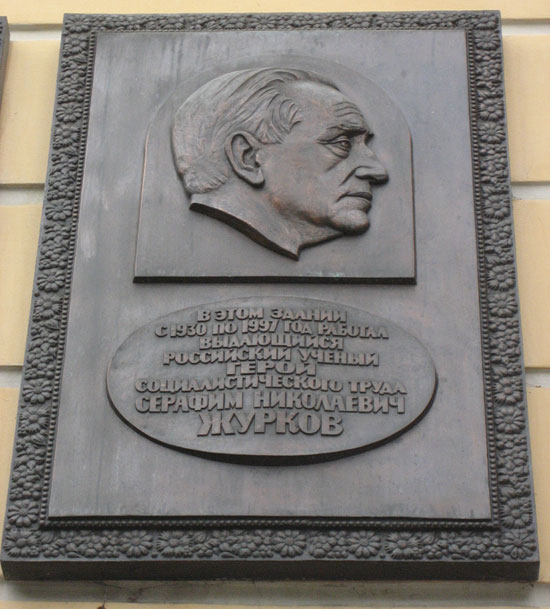 В ЭТОМ ЗДАНИИ
С 1930 ПО 1997 ГОД РАБОТАЛ
ВЫДАЮЩИЙСЯ
РОССИЙСКИЙ УЧЕНЫЙ
ГЕРОЙ
СОЦИАЛИСТИЧЕСКОГО ТРУДА
СЕРАФИМ НИКОЛАЕВИЧ
ЖУРКОВ